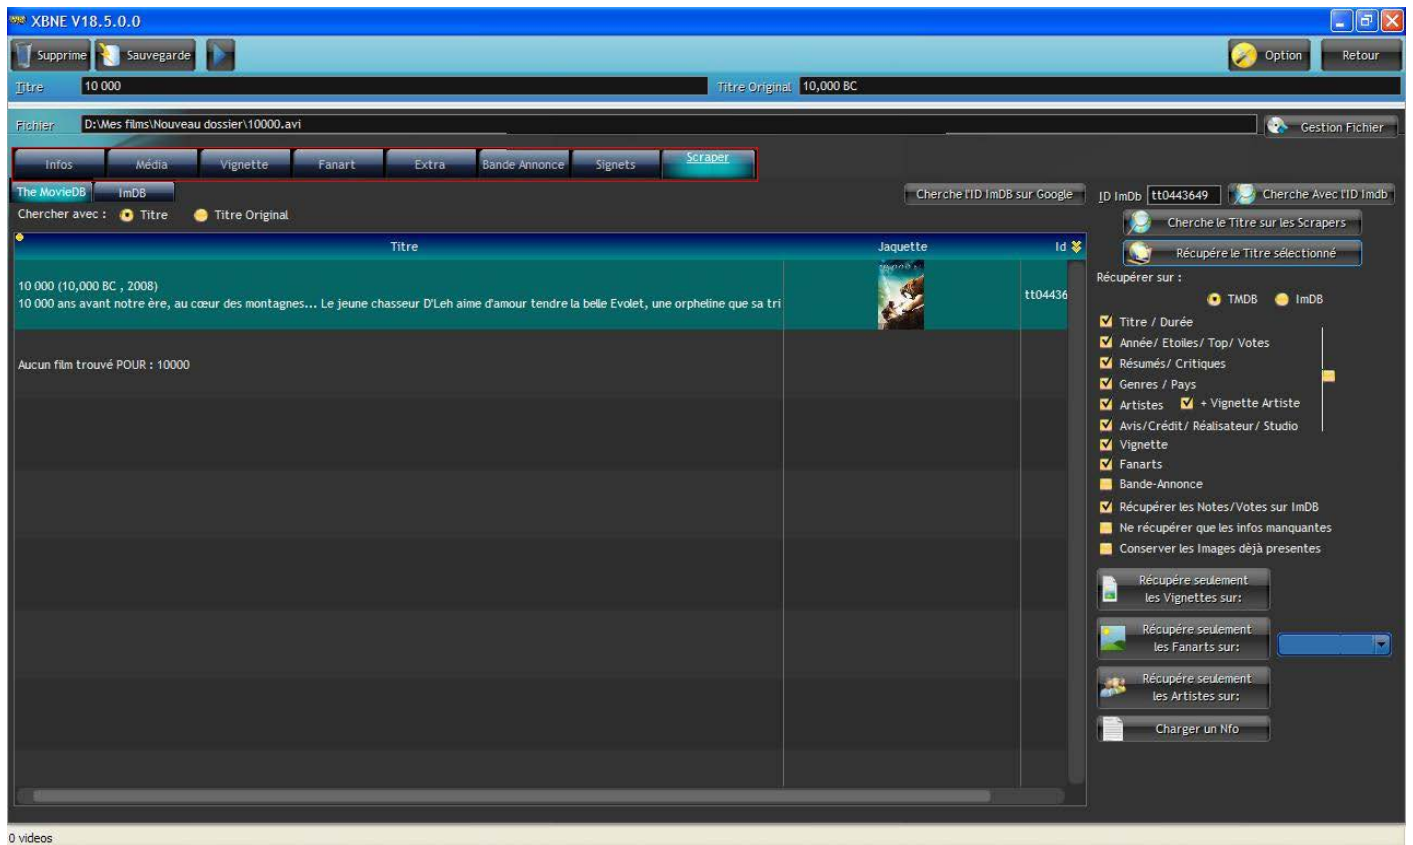 XBNE V18.5.0.0
Supprime Sauvegarde Option Retour
Titre 10 000 Titre Original 10,000 BC
Fichier D:\Mes films\Nouveau dossier\10000.avi Gestion Fichier
Infos Média Vignette Fanart Extra Bande Annonce Signets Scraper
The MovieDB ImDB Cherche l'ID ImDB sur Google ID ImDb tt0443649 Cherche Avec l'ID Imdb
Chercher avec : Titre Titre Original
Cherche le Titre sur les Scrapers
Titre Jaquette Id
Récupére le Titre sélectionné
Récupérer sur :
10 000 (10,000 BC , 2008)
10 000 ans avant notre ère, au cœur des montagnes... Le jeune chasseur D'Leh aime d'amour tendre la belle Evolet, une orpheline que sa tri
tt04436
TMDB ImDB
Titre / Durée
Année/ Etoiles/ Top/ Votes
Aucun film trouvé POUR : 10000
Résumés/ Critiques
Genres / Pays
Artistes + Vignette Artiste
Avis/Crédit/ Réalisateur/ Studio
Vignette
Fanarts
Bande-Annonce
Récupérer les Notes/Votes sur ImDB
Ne récupérer que les infos manquantes
Conserver les Images dèjà presentes
Récupére seulement
les Vignettes sur:
Récupére seulement
les Fanarts sur:
Récupére seulement
les Artistes sur:
Charger un Nfo
0 videos